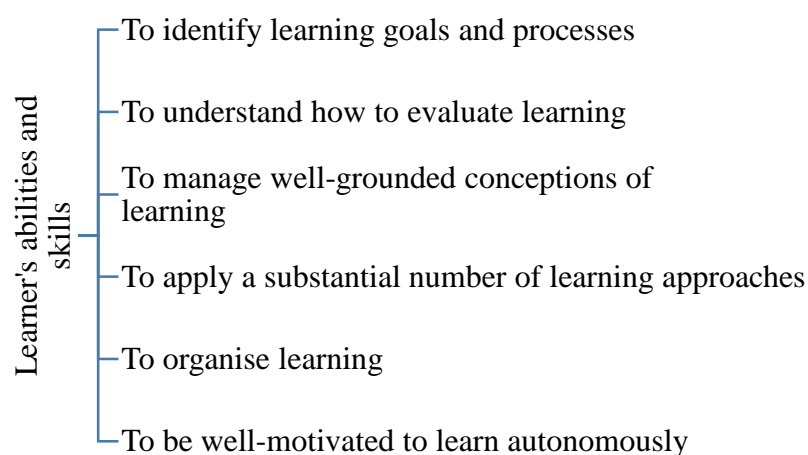 Learner's abilities and
skills
To identify learning goals and processes
To understand how to evaluate learning
To manage well-grounded conceptions of
learning
To apply a substantial number of learning approaches
To organise learning
To be well-motivated to learn autonomously